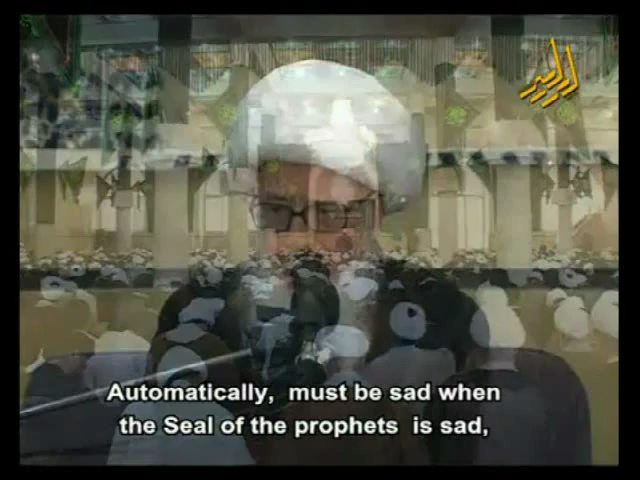 Automatically, must be sad when
the Seal of the prophets is sad,